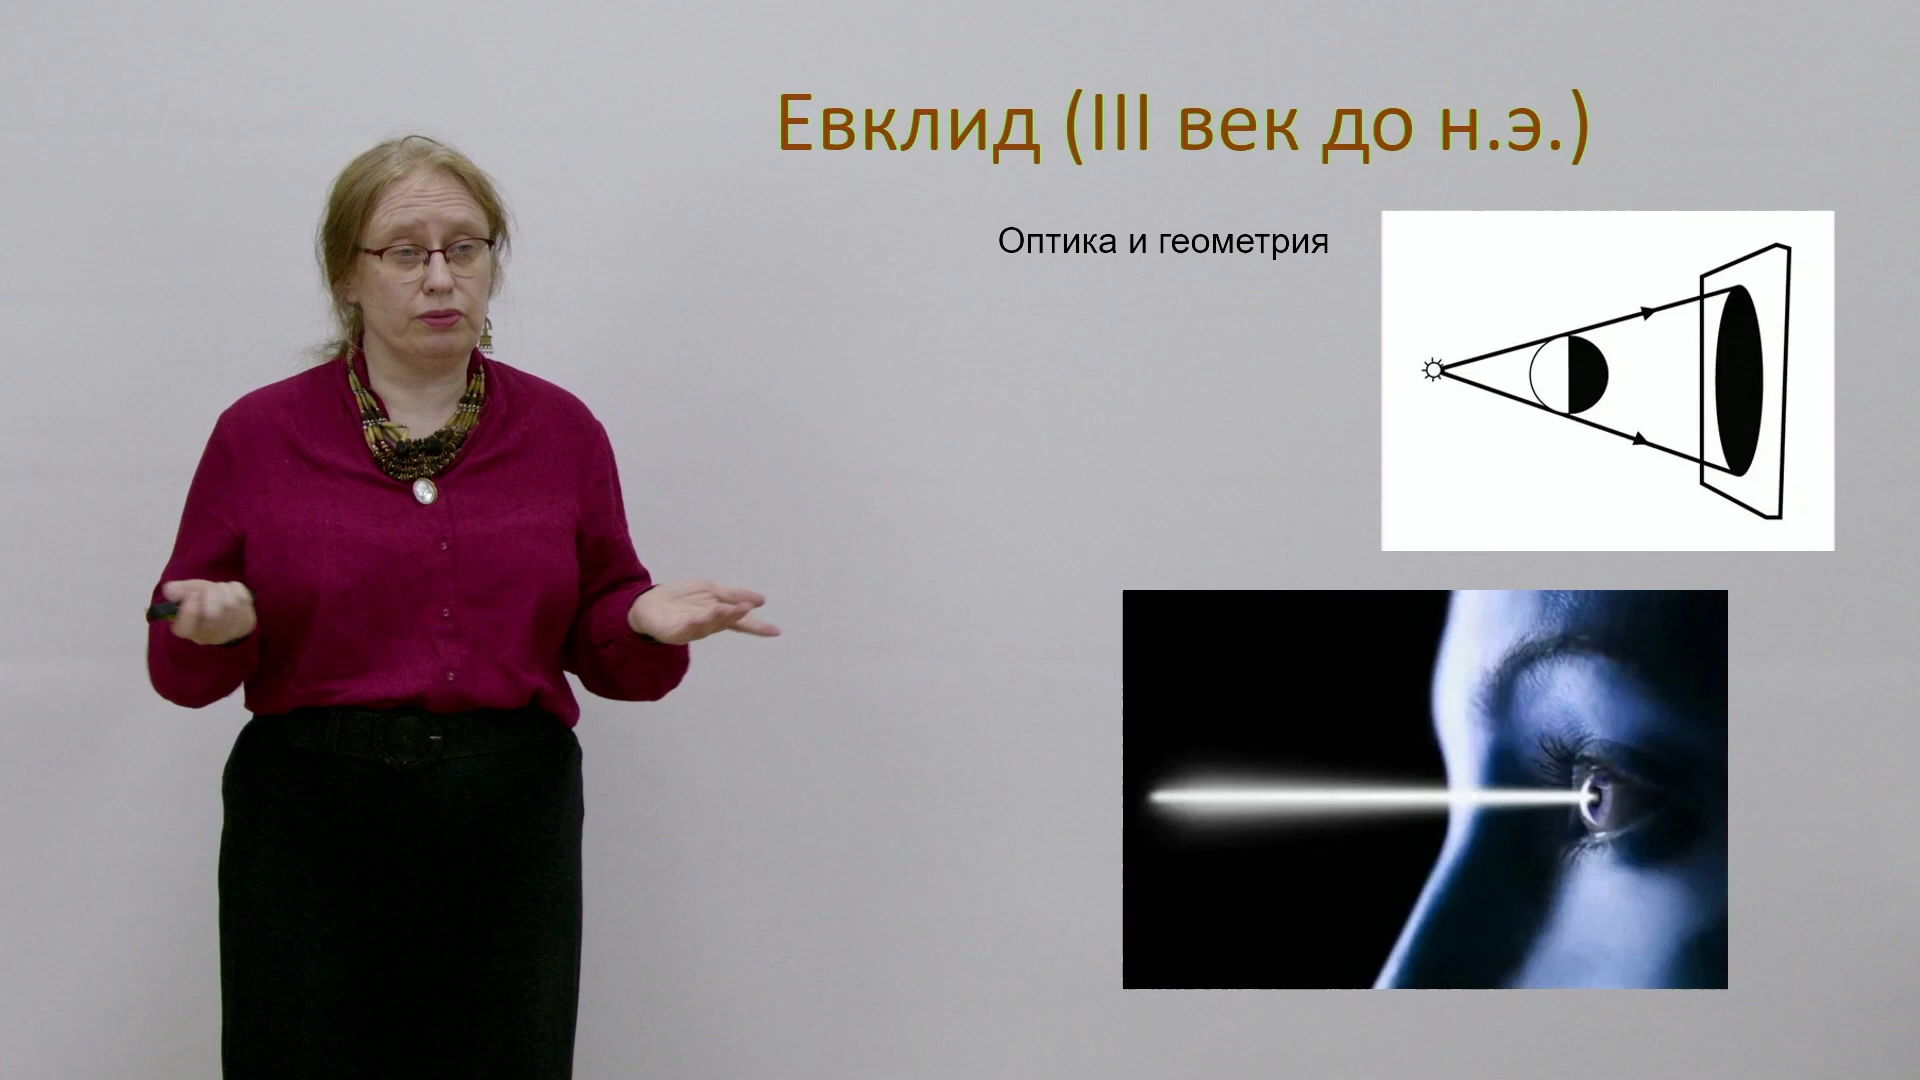 Евклид (III век до н.э.)
Оптика и геометрия